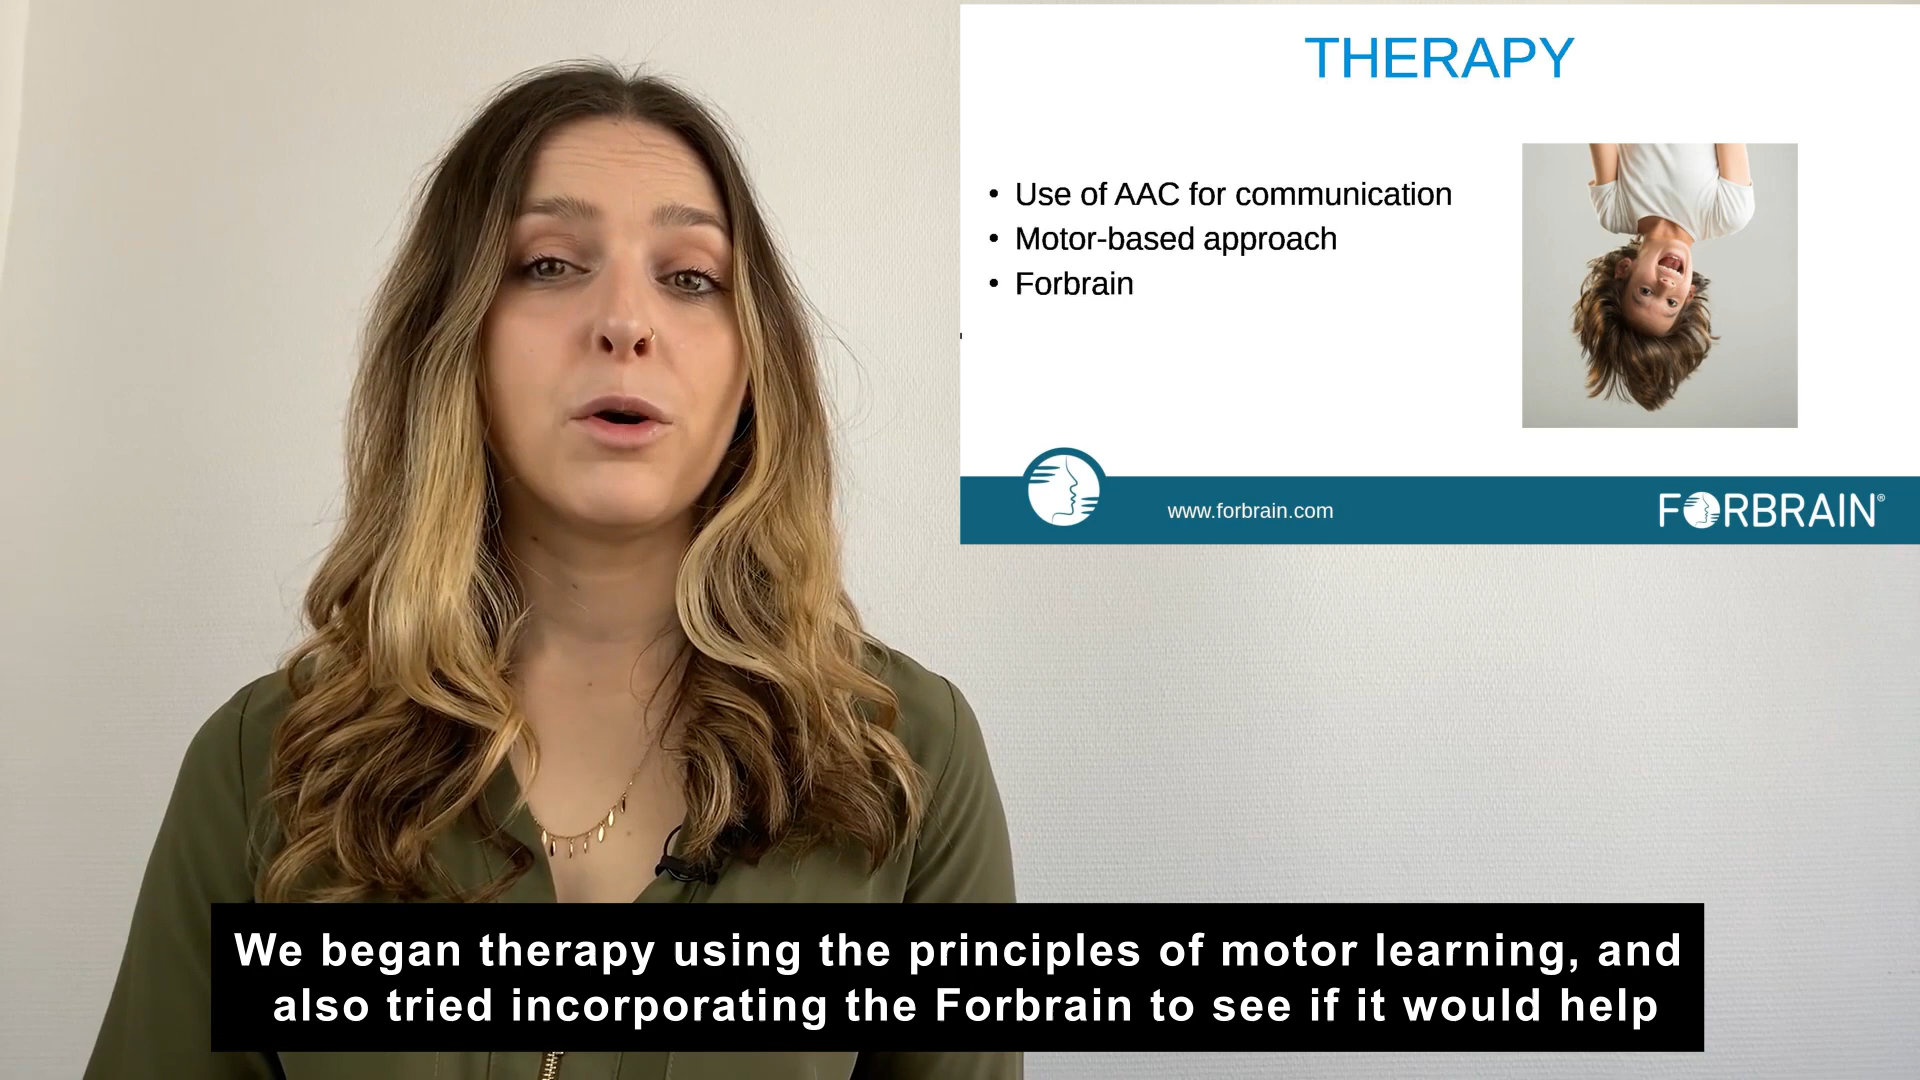 THERAPY
• Use of AAC for communication
• Motor-based approach
• Forbrain
www.forbrain.com
FORBRAIN®
We began therapy using the principles of motor learning, and
also tried incorporating the Forbrain to see if it would help